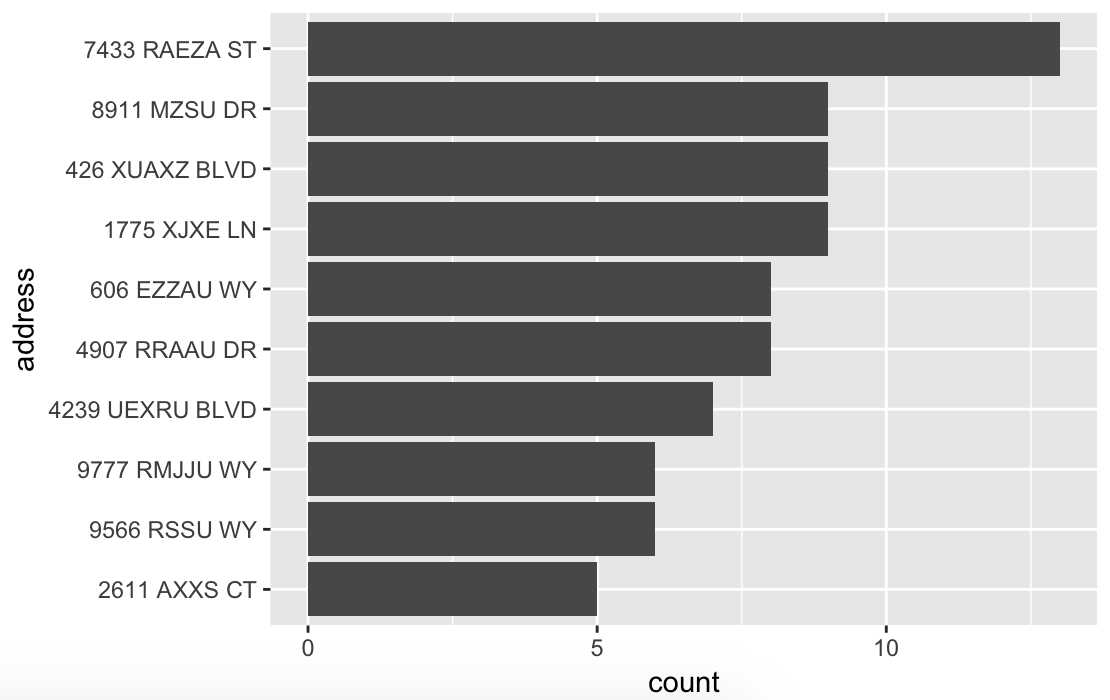 7433 RAEZA ST
8911 MZSU DR
426 XUAXZ BLVD
1775 XJXE LN
606 EZZAU WY
4907 RRAAU DR
4239 UEXRU BLVD
9777 RMJJU WY
9566 RSSU WY
2611 AXXS CT
address
0 5 10
count